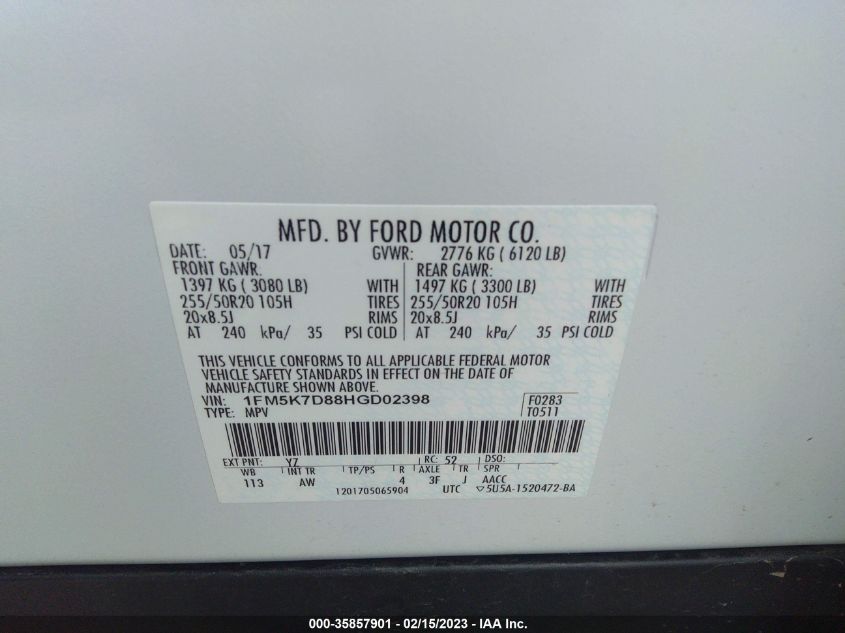 MFD. BY FORD MOTOR CO.
DATE: 05/17 GVWR: 2776 KG ( 6120 LB)
FRONT GAWR: REAR GAWR:
1397 KG ( 3080 LB) WITH 1497 KG ( 3300 LB) WITH
255/50R20 105H TIRES 255/50R20 105H TIRES
20x8.5J RIMS 20x8.5J RIMS
AT 240 kPa/ 35 PSI COLD AT 240 kPa/ 35 PSI COLD
THIS VEHICLE CONFORMS TO ALL APPLICABLE FEDERAL MOTOR
VEHICLE SAFETY STANDARDS IN EFFECT ON THE DATE OF
MANUFACTURE SHOWN ABOVE.
VIN: 1FM5K7D88HGD02398 F0283
TYPE: MPV T0511
EXT PNT: YZ RC: 52 DSO:
WB INT TR TP/PS R AXLE TR SPR
113 AW 4 3F J AACC
1201705065904 UTC ▽5U5A-1520472-BA
000-35857901 - 02/15/2023 - IAA Inc.